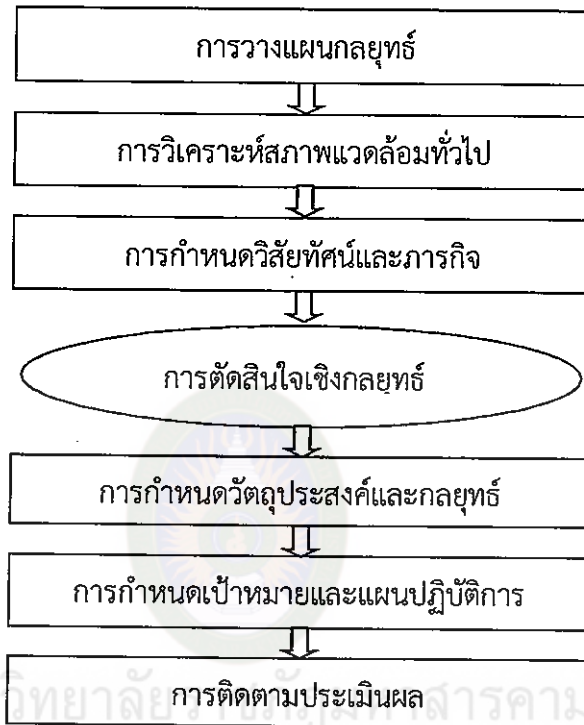 การวางแผนกลยุทธ์
การวิเคราะห์สภาพแวดล้อมทั่วไป
การกำหนดวิสัยทัศน์และภารกิจ
การตัดสินใจเชิงกลยุทธ์
การกำหนดวัตถุประสงค์และกลยุทธ์
การกำหนดเป้าหมายและแผนปฏิบัติการ
การติดตามประเมินผล